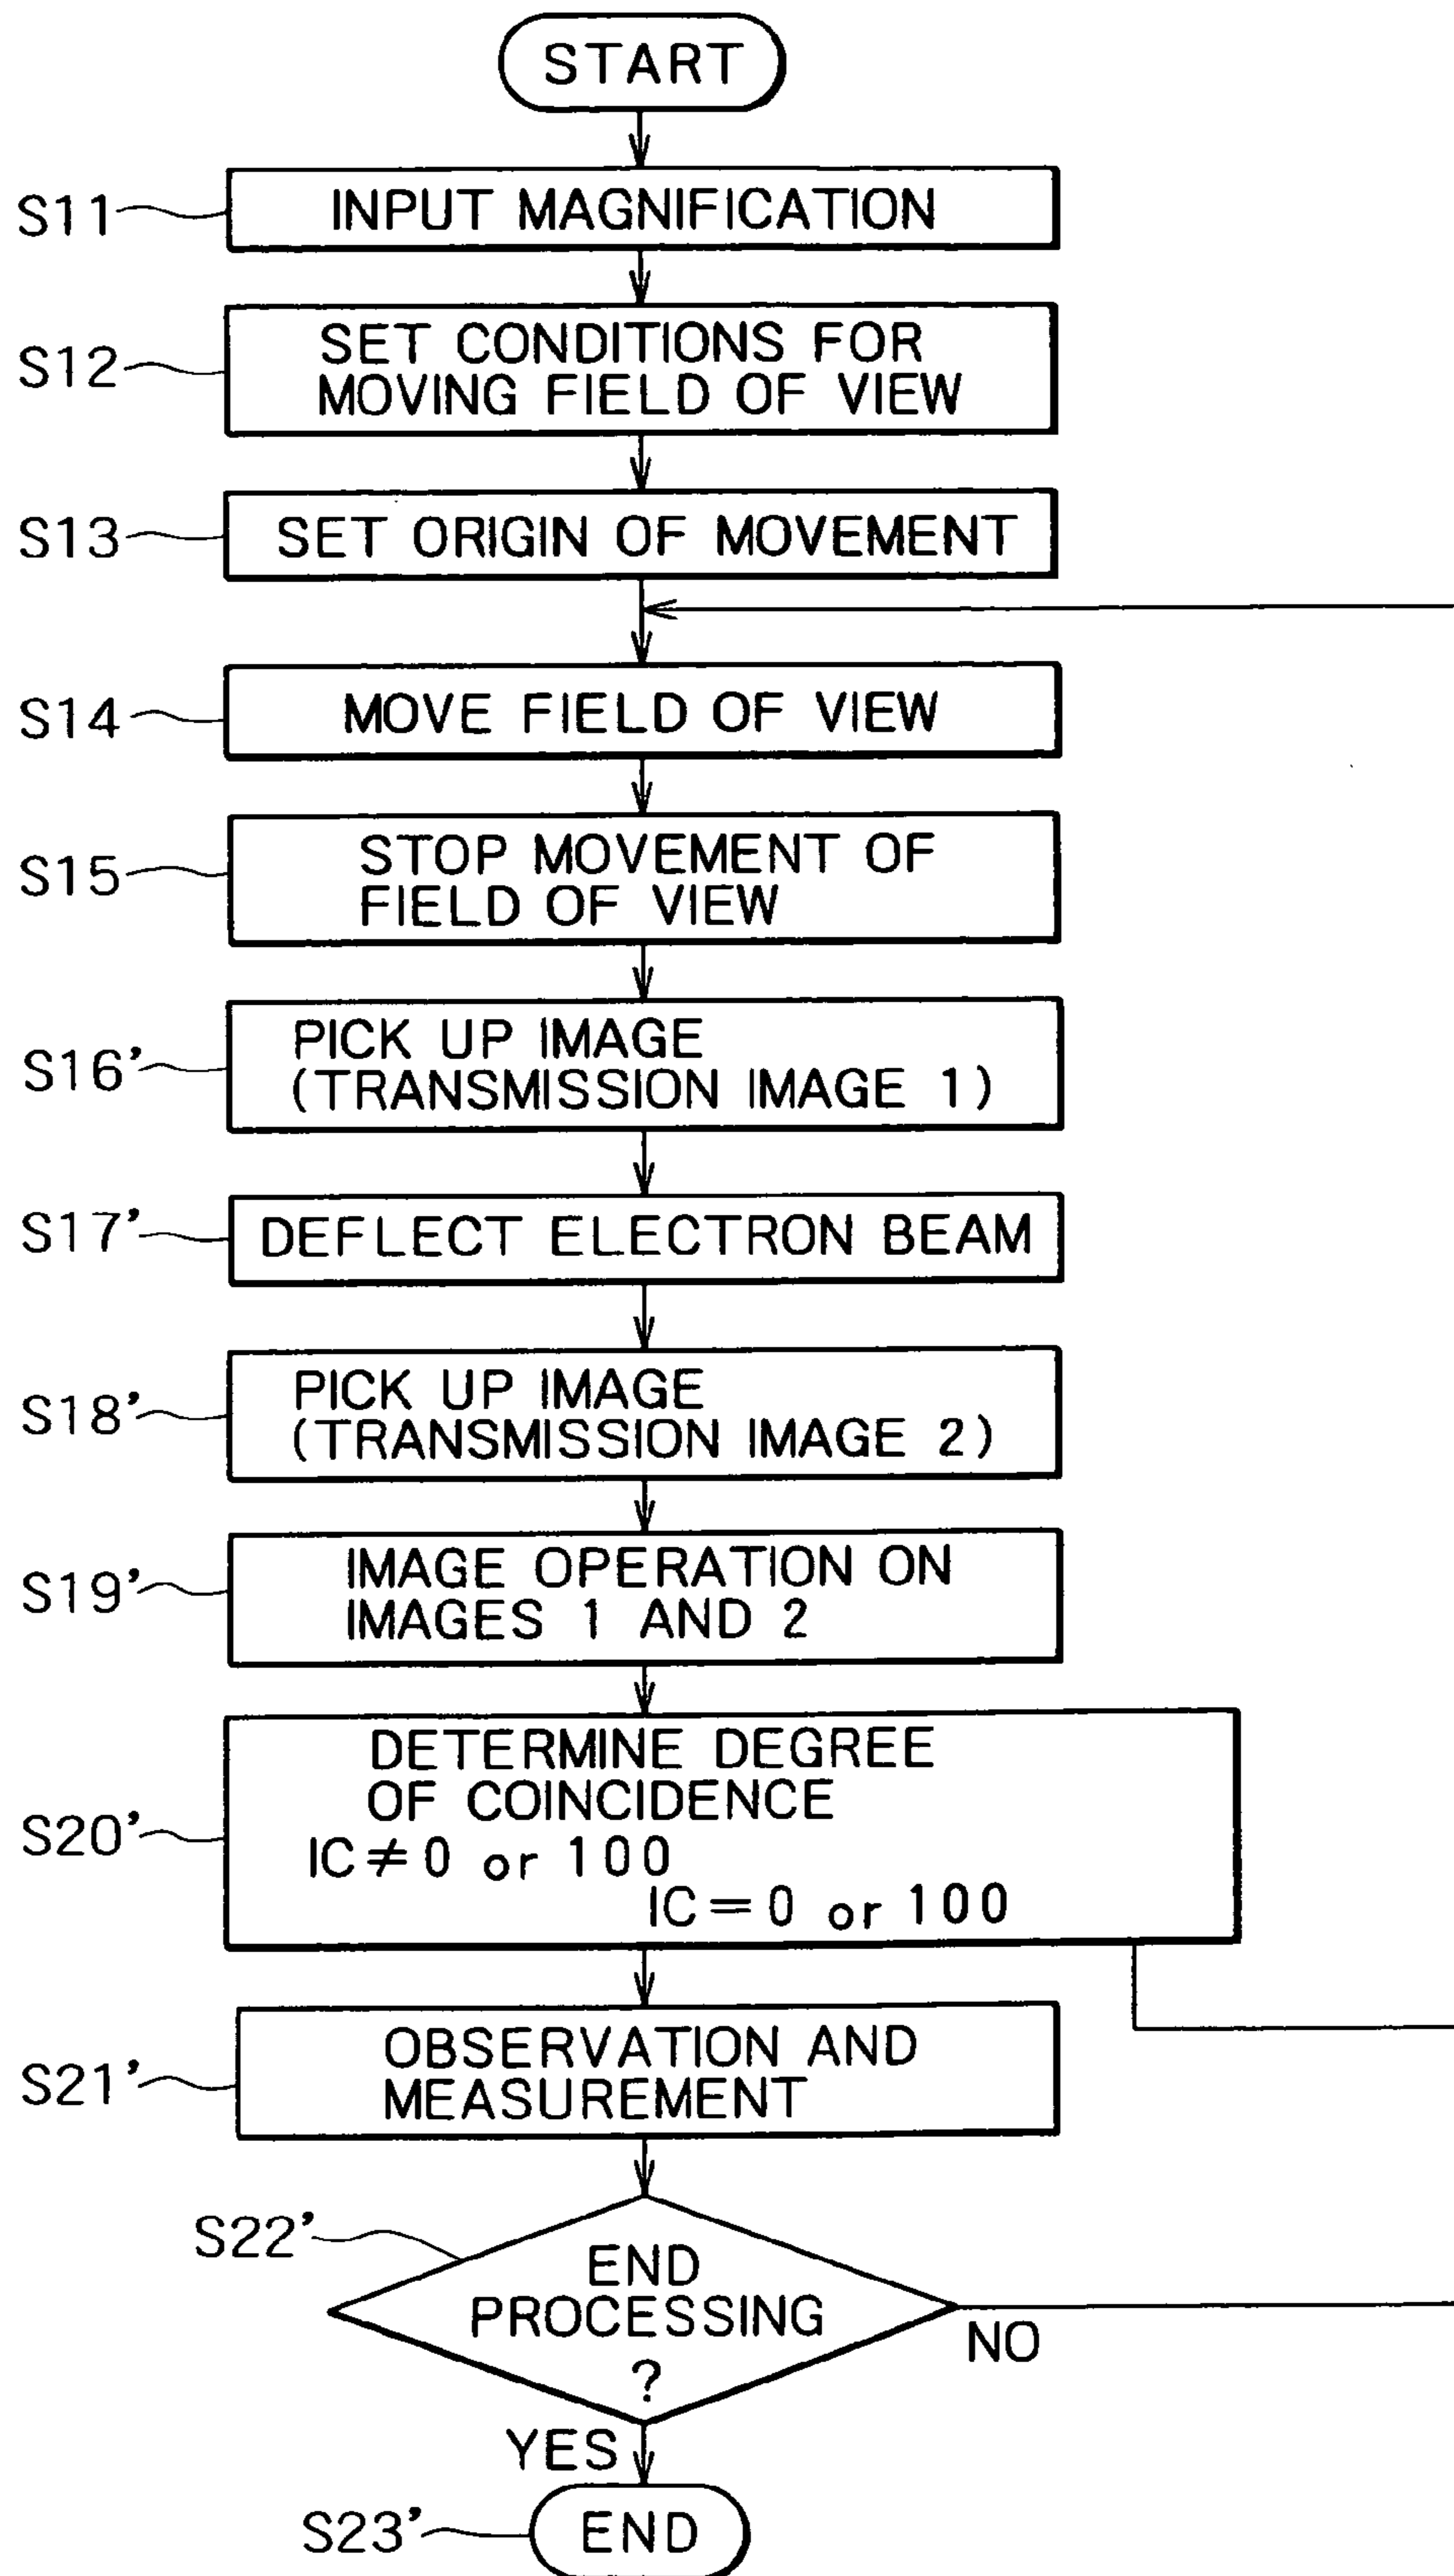 START
S11
INPUT MAGNIFICATION
S12
SET CONDITIONS FOR
MOVING FIELD OF VIEW
S13
SET ORIGIN OF MOVEMENT
S14
MOVE FIELD OF VIEW
S15
STOP MOVEMENT OF
FIELD OF VIEW
S16'
PICK UP IMAGE
(TRANSMISSION IMAGE 1)
S17'
DEFLECT ELECTRON BEAM
S18'
PICK UP IMAGE
(TRANSMISSION IMAGE 2)
S19'
IMAGE OPERATION ON
IMAGES 1 AND 2
S20'
DETERMINE DEGREE
OF COINCIDENCE
IC≠0 or 100
IC=0 or 100
S21'
OBSERVATION AND
MEASUREMENT
S22'
END
PROCESSING
?
NO
YES
S23'
END